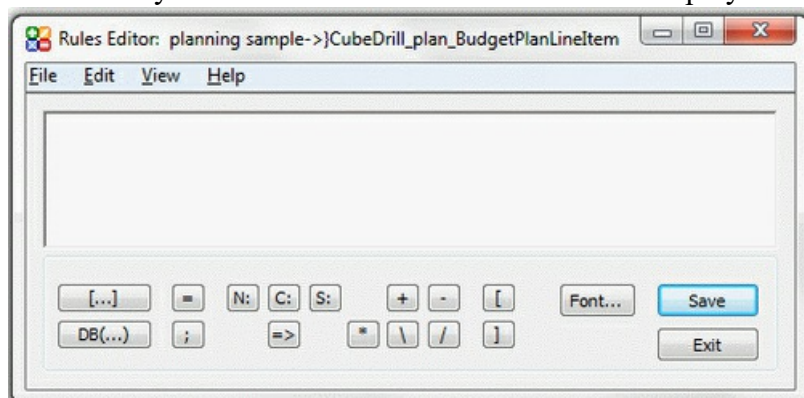 Rules Editor: planning sample->}CubeDrill_plan_BudgetPlanLineItem
File Edit View Help
[...] = N: C: S: + - [ Font... Save
DB(...) ; => * \ / ] Exit